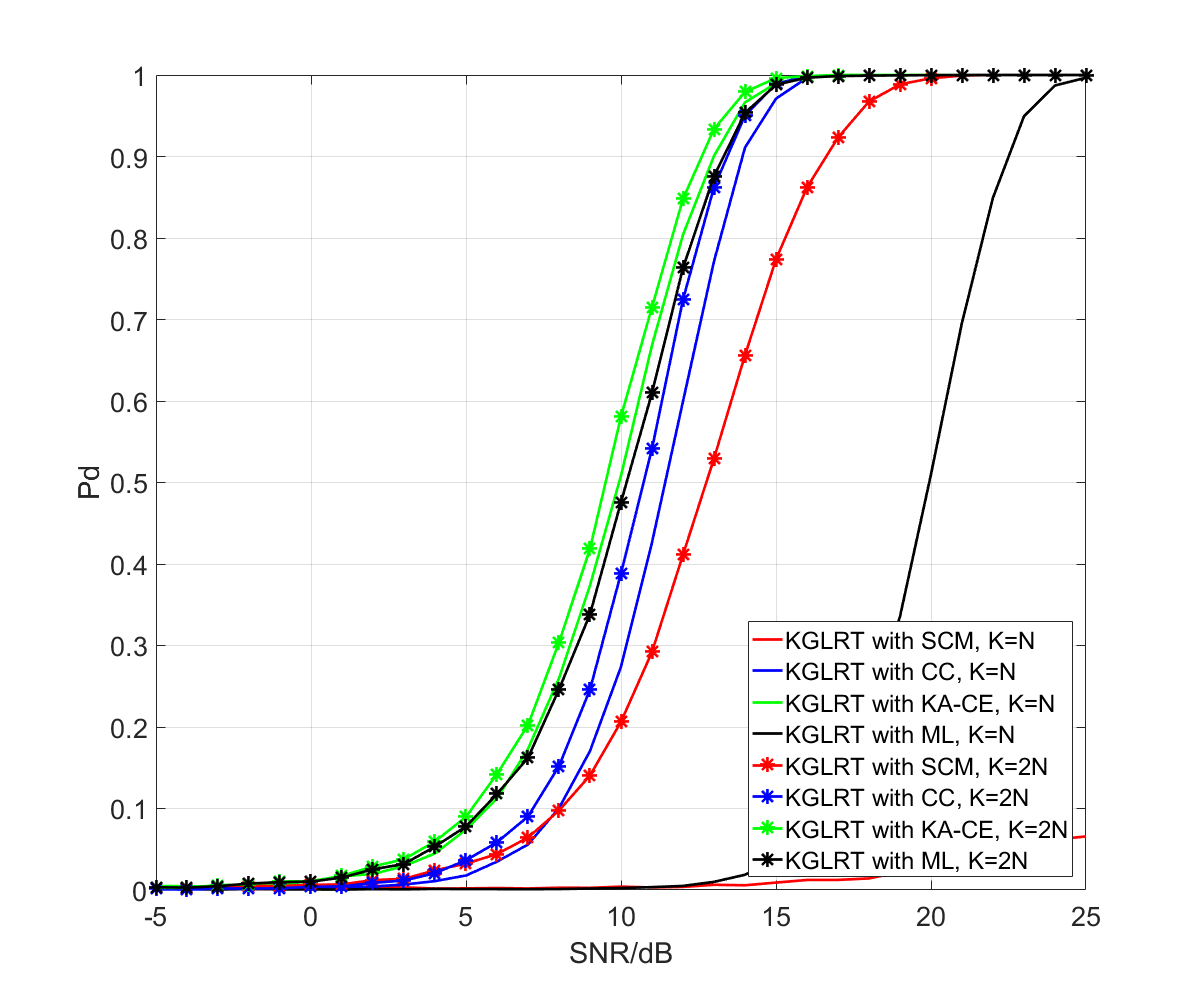 1
0.9
0.8
0.7
0.6
0.5
0.4
0.3
0.2
0.1
0
Pd
-5 0 5 10 15 20 25
SNR/dB
KGLRT with SCM, K=N
KGLRT with CC, K=N
KGLRT with KA-CE, K=N
KGLRT with ML, K=N
KGLRT with SCM, K=2N
KGLRT with CC, K=2N
KGLRT with KA-CE, K=2N
KGLRT with ML, K=2N